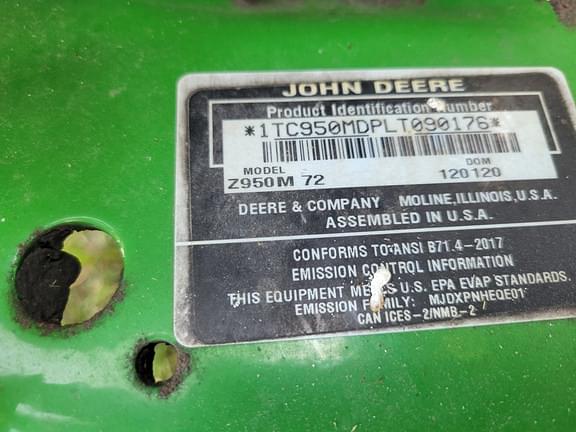 JOHN DEERE
Product Identification Number
*1TC950MDPLT090176*
MODEL DOM
Z950M 72 120120
DEERE & COMPANY MOLINE, ILLINOIS, U.S.A.
ASSEMBLED IN U.S.A.
CONFORMS TO ANSI B71.4-2017
EMISSION CONTROL INFORMATION
THIS EQUIPMENT MEETS U.S. EPA EVAP STANDARDS.
EMISSION FAMILY: MJDXPNHEQE01
CAN ICES-2/NMB-2